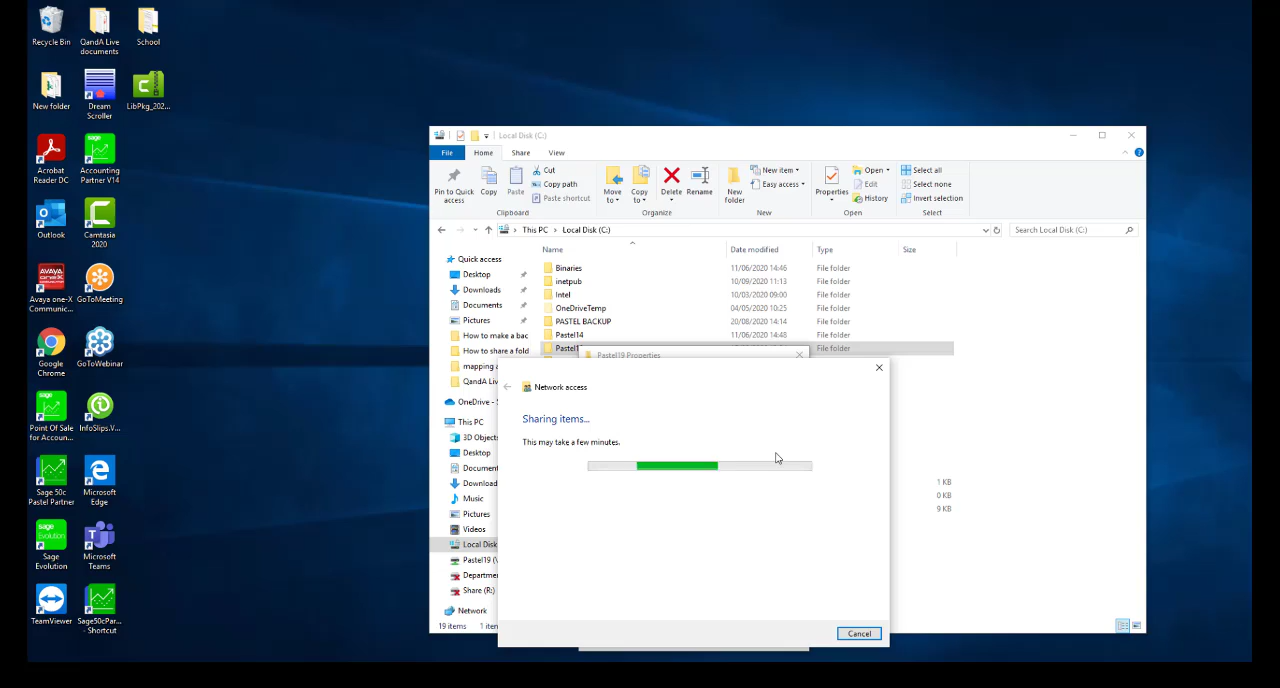 Recycle Bin
QandA Live
documents
School
New folder
Dream
Scroller
LibPkg_202...
Acrobat
Reader DC
sage
Accounting
Partner V14
Outlook
Camtasia
2020
AVAYA
one-X
Avaya one-X
Communic...
GoToMeeting
Google
Chrome
GoToWebinar
sage
Point Of Sale
for Accoun...
InfoSlips.V...
Sage 50c
Pastel Partner
Microsoft
Edge
sage
Sage
Evolution
Microsoft
Teams
TeamViewer
Sage50cPar...
- Shortcut
Local Disk (C:)
File
Home
Share
View
Pin to Quick
access
Copy
Paste
Cut
Copy path
Paste shortcut
Clipboard
Move
to
Copy
to
Delete
Rename
Organize
New
folder
New item
Easy access
New
Properties
Open
Edit
History
Open
Select all
Select none
Invert selection
Select
This PC > Local Disk (C:)
Search Local Disk (C:)
Name
Date modified
Type
Size
Quick access
Desktop
Downloads
Documents
Pictures
How to make a bac
How to share a fold
mapping a
QandA Liv
OneDrive - S
This PC
3D Objects
Desktop
Document
Download
Music
Pictures
Videos
Local Disk
Pastel19 (\
Departme
Share (R:)
Network
Binaries 11/06/2020 14:46 File folder
inetpub 10/09/2020 11:13 File folder
Intel 10/03/2020 09:00 File folder
OneDriveTemp 04/05/2020 10:25 File folder
PASTEL BACKUP 20/08/2020 14:14 File folder
Pastel14 11/06/2020 14:48 File folder
Pastel1 File folder
Pastel19 Properties
1 KB
0 KB
9 KB
Network access
Sharing items...
This may take a few minutes.
Cancel
19 items
1 iten